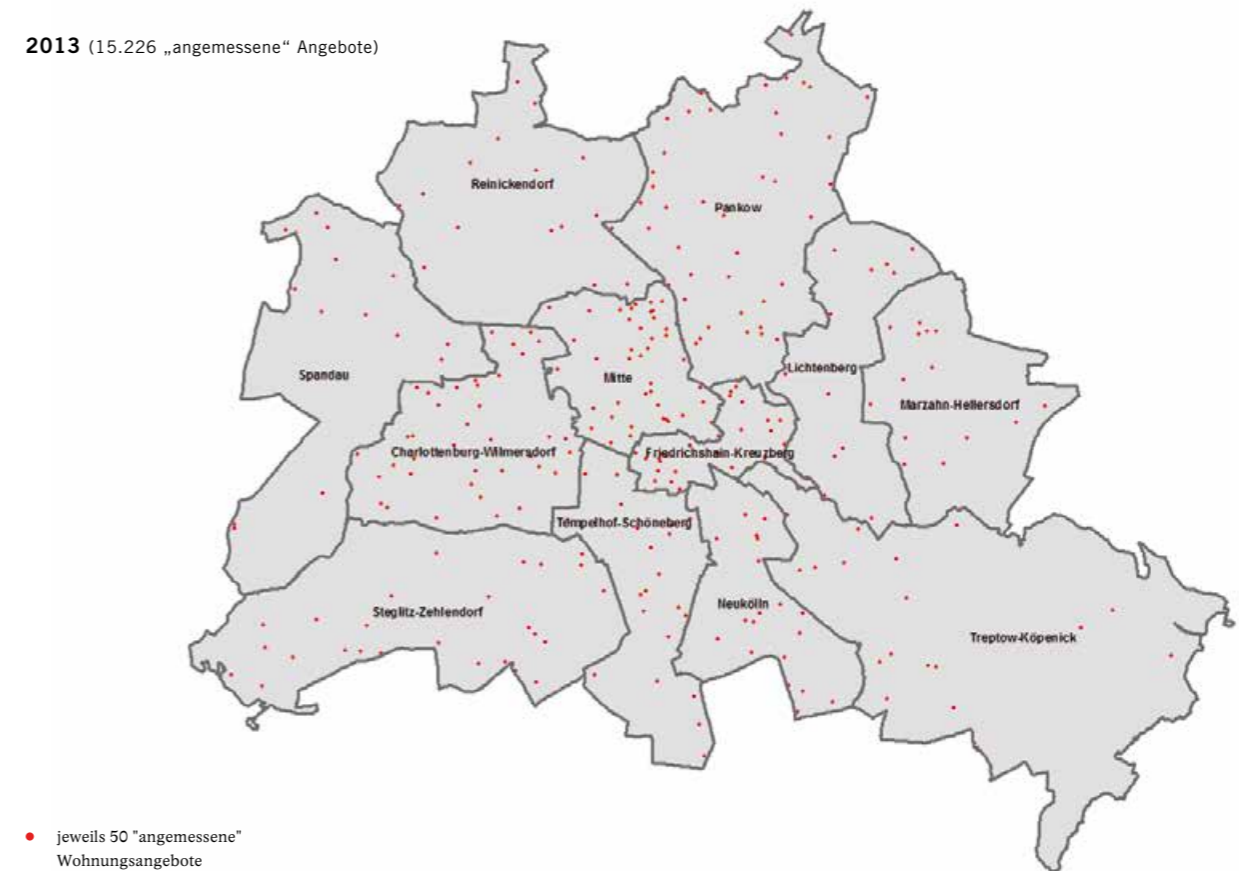 2013 (15.226 „angemessene“ Angebote)
Reinickendorf
Pankow
Spandau
Mitte
Lichtenberg
Marzahn-Hellersdorf
Charlottenburg-Wilmersdorf
Friedrichshain-Kreuzberg
Tempelhof-Schöneberg
Steglitz-Zehlendorf
Neukölln
Treptow-Köpenick
jeweils 50 "angemessene"
Wohnungsangebote